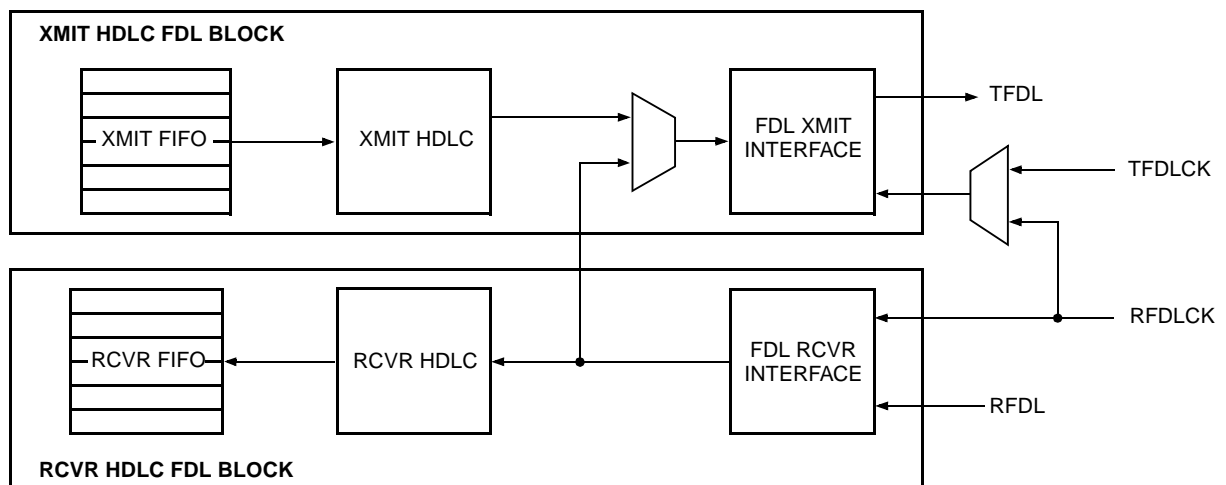 XMIT HDLC FDL BLOCK
XMIT FIFO
XMIT HDLC
FDL XMIT
INTERFACE
TFDL
TFDLCK
RFDLCK
RCVR FIFO
RCVR HDLC
FDL RCVR
INTERFACE
RFDL
RCVR HDLC FDL BLOCK